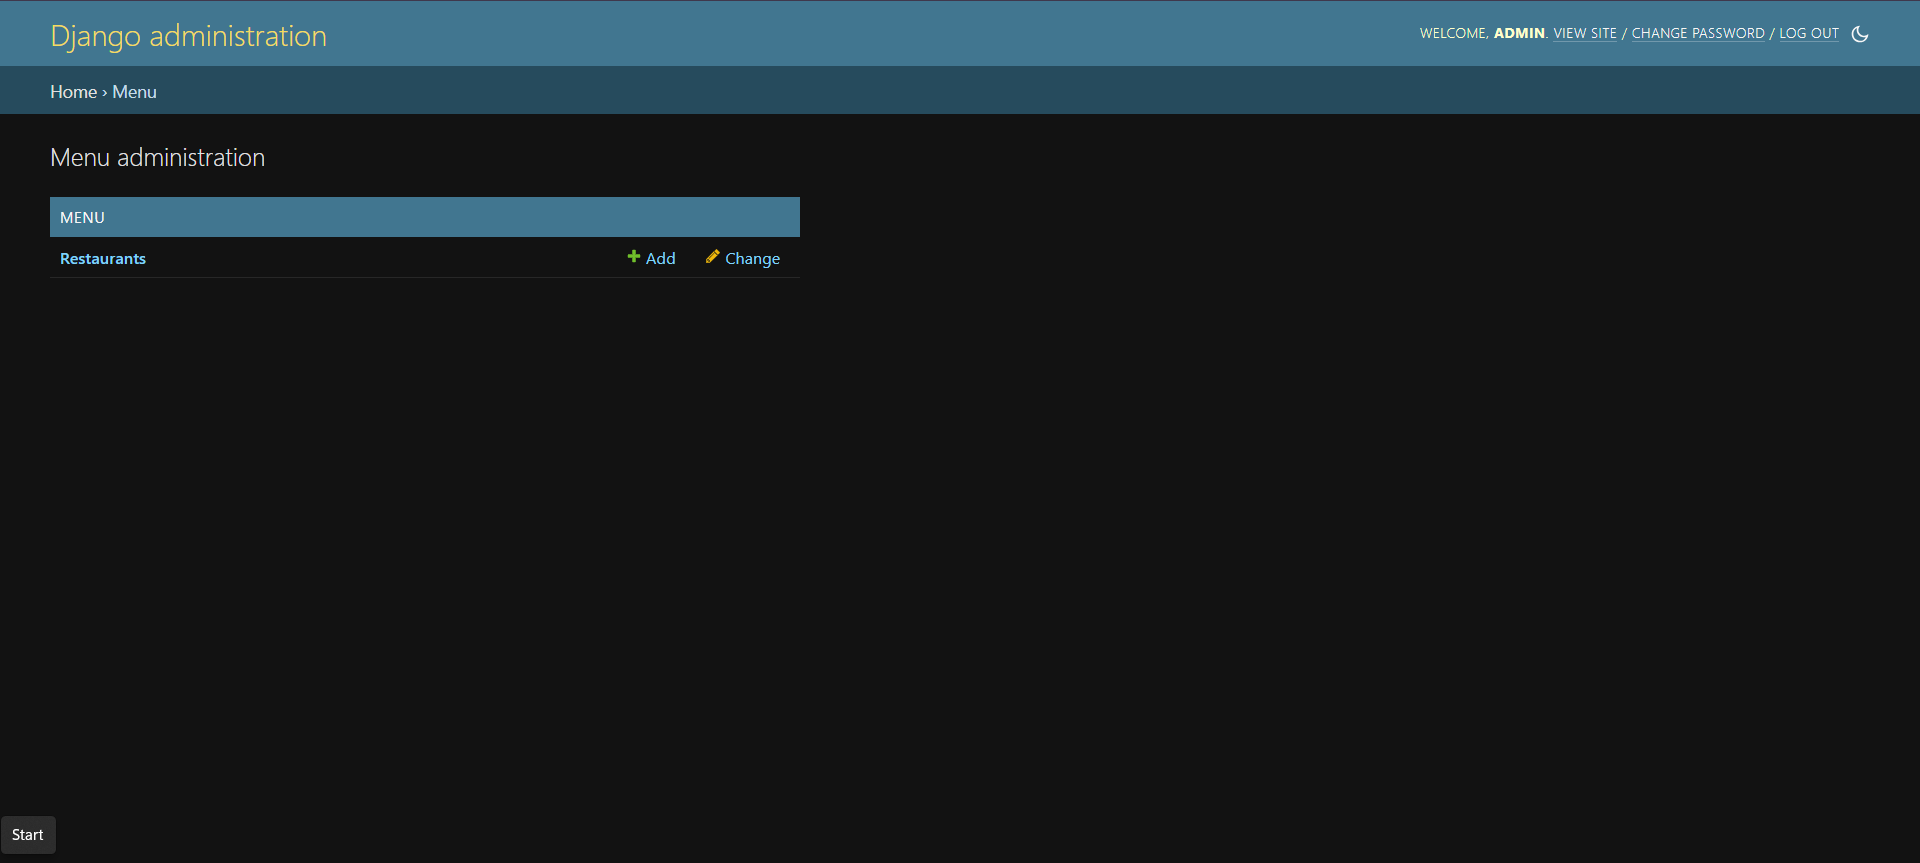 Django administration
WELCOME, ADMIN. VIEW SITE / CHANGE PASSWORD / LOG OUT
Home › Menu
Menu administration
MENU
Restaurants Add Change
Start